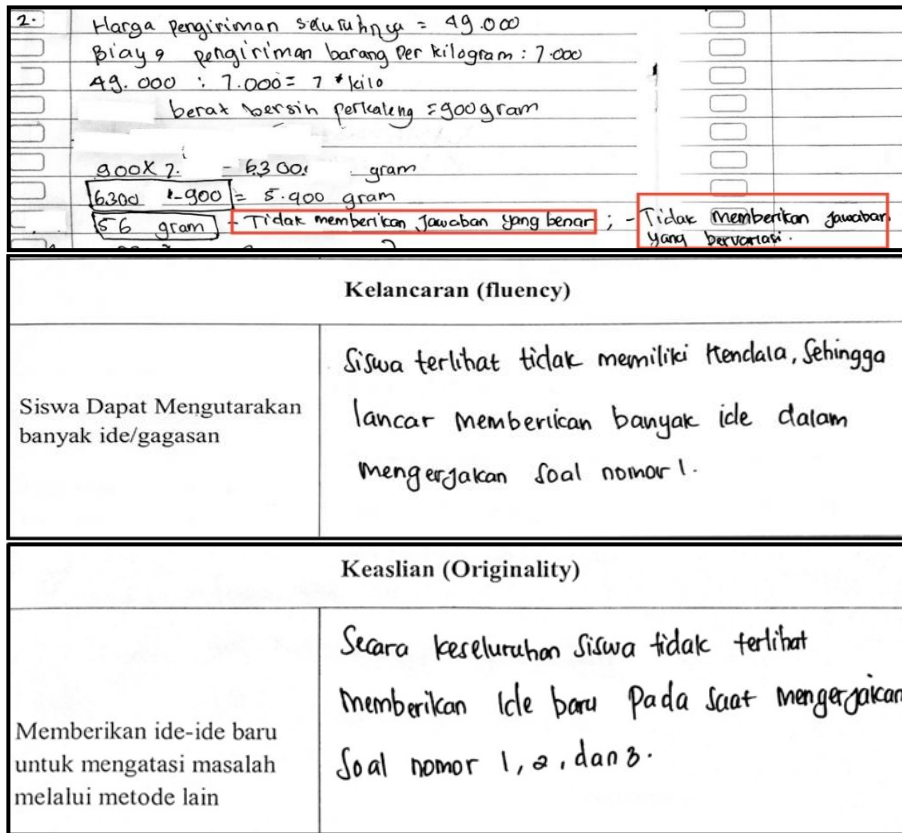 2.
Harga pengiriman seluruhnya = 49.000
Biaya pengiriman barang Per kilogram : 7.000
49.000 : 7.000 = 7 kilo
berat bersih perkaleng = 900 gram
900 X 7. = 6300. gram
6.300 -900 = 5.900 gram
56 gram - Tidak memberikan Jawaban yang benar ; - Tidak memberikan jawaban
yang bervariasi.
Kelancaran (fluency)
Siswa Dapat Mengutarakan
banyak ide/gagasan
Siswa terlihat tidak memiliki kendala, Sehingga
lancar memberikan banyak ide dalam
mengerjakan Soal nomor 1.
Keaslian (Originality)
Memberikan ide-ide baru
untuk mengatasi masalah
melalui metode lain
Secara keseluruhan Siswa tidak terlihat
memberikan Ide baru Pada Saat mengerjakan
Soal nomor 1, 2, dan 3.